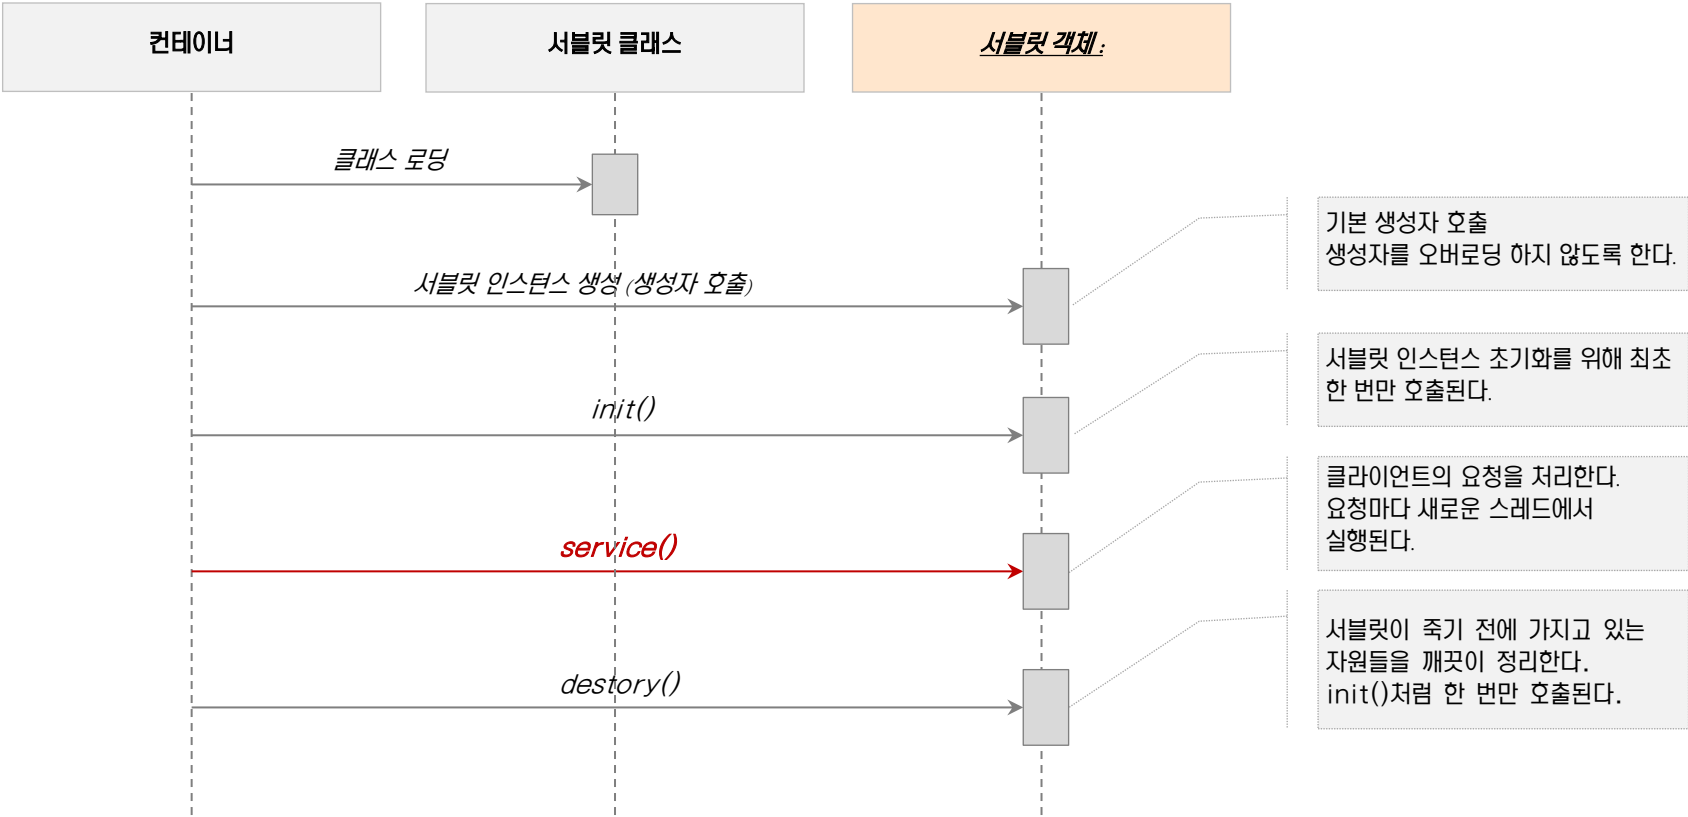 컨테이너
서블릿 클래스
서블릿 객체 :
클래스 로딩
기본 생성자 호출
생성자를 오버로딩 하지 않도록 한다.
서블릿 인스턴스 생성 (생성자 호출)
서블릿 인스턴스 초기화를 위해 최초
한 번만 호출된다.
init()
클라이언트의 요청을 처리한다.
요청마다 새로운 스레드에서
실행된다.
service()
서블릿이 죽기 전에 가지고 있는
자원들을 깨끗이 정리한다.
init()처럼 한 번만 호출된다.
destory()